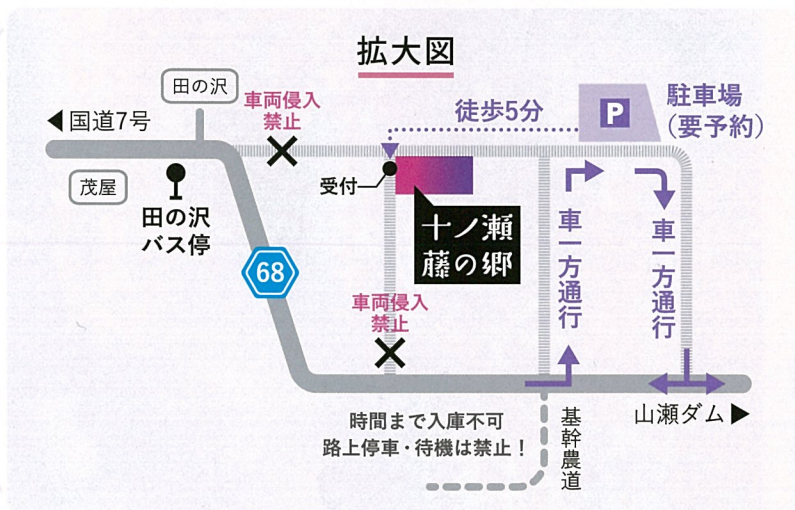 拡大図
田の沢
車両侵入
禁止
◀国道7号
徒歩5分
P
駐車場
(要予約)
茂屋
受付
田の沢
バス停
十ノ瀬
藤の郷
車一方通行
車一方通行
68
車両侵入
禁止
時間まで入庫不可
路上停車・待機は禁止!
基幹農道
山瀬ダム▶